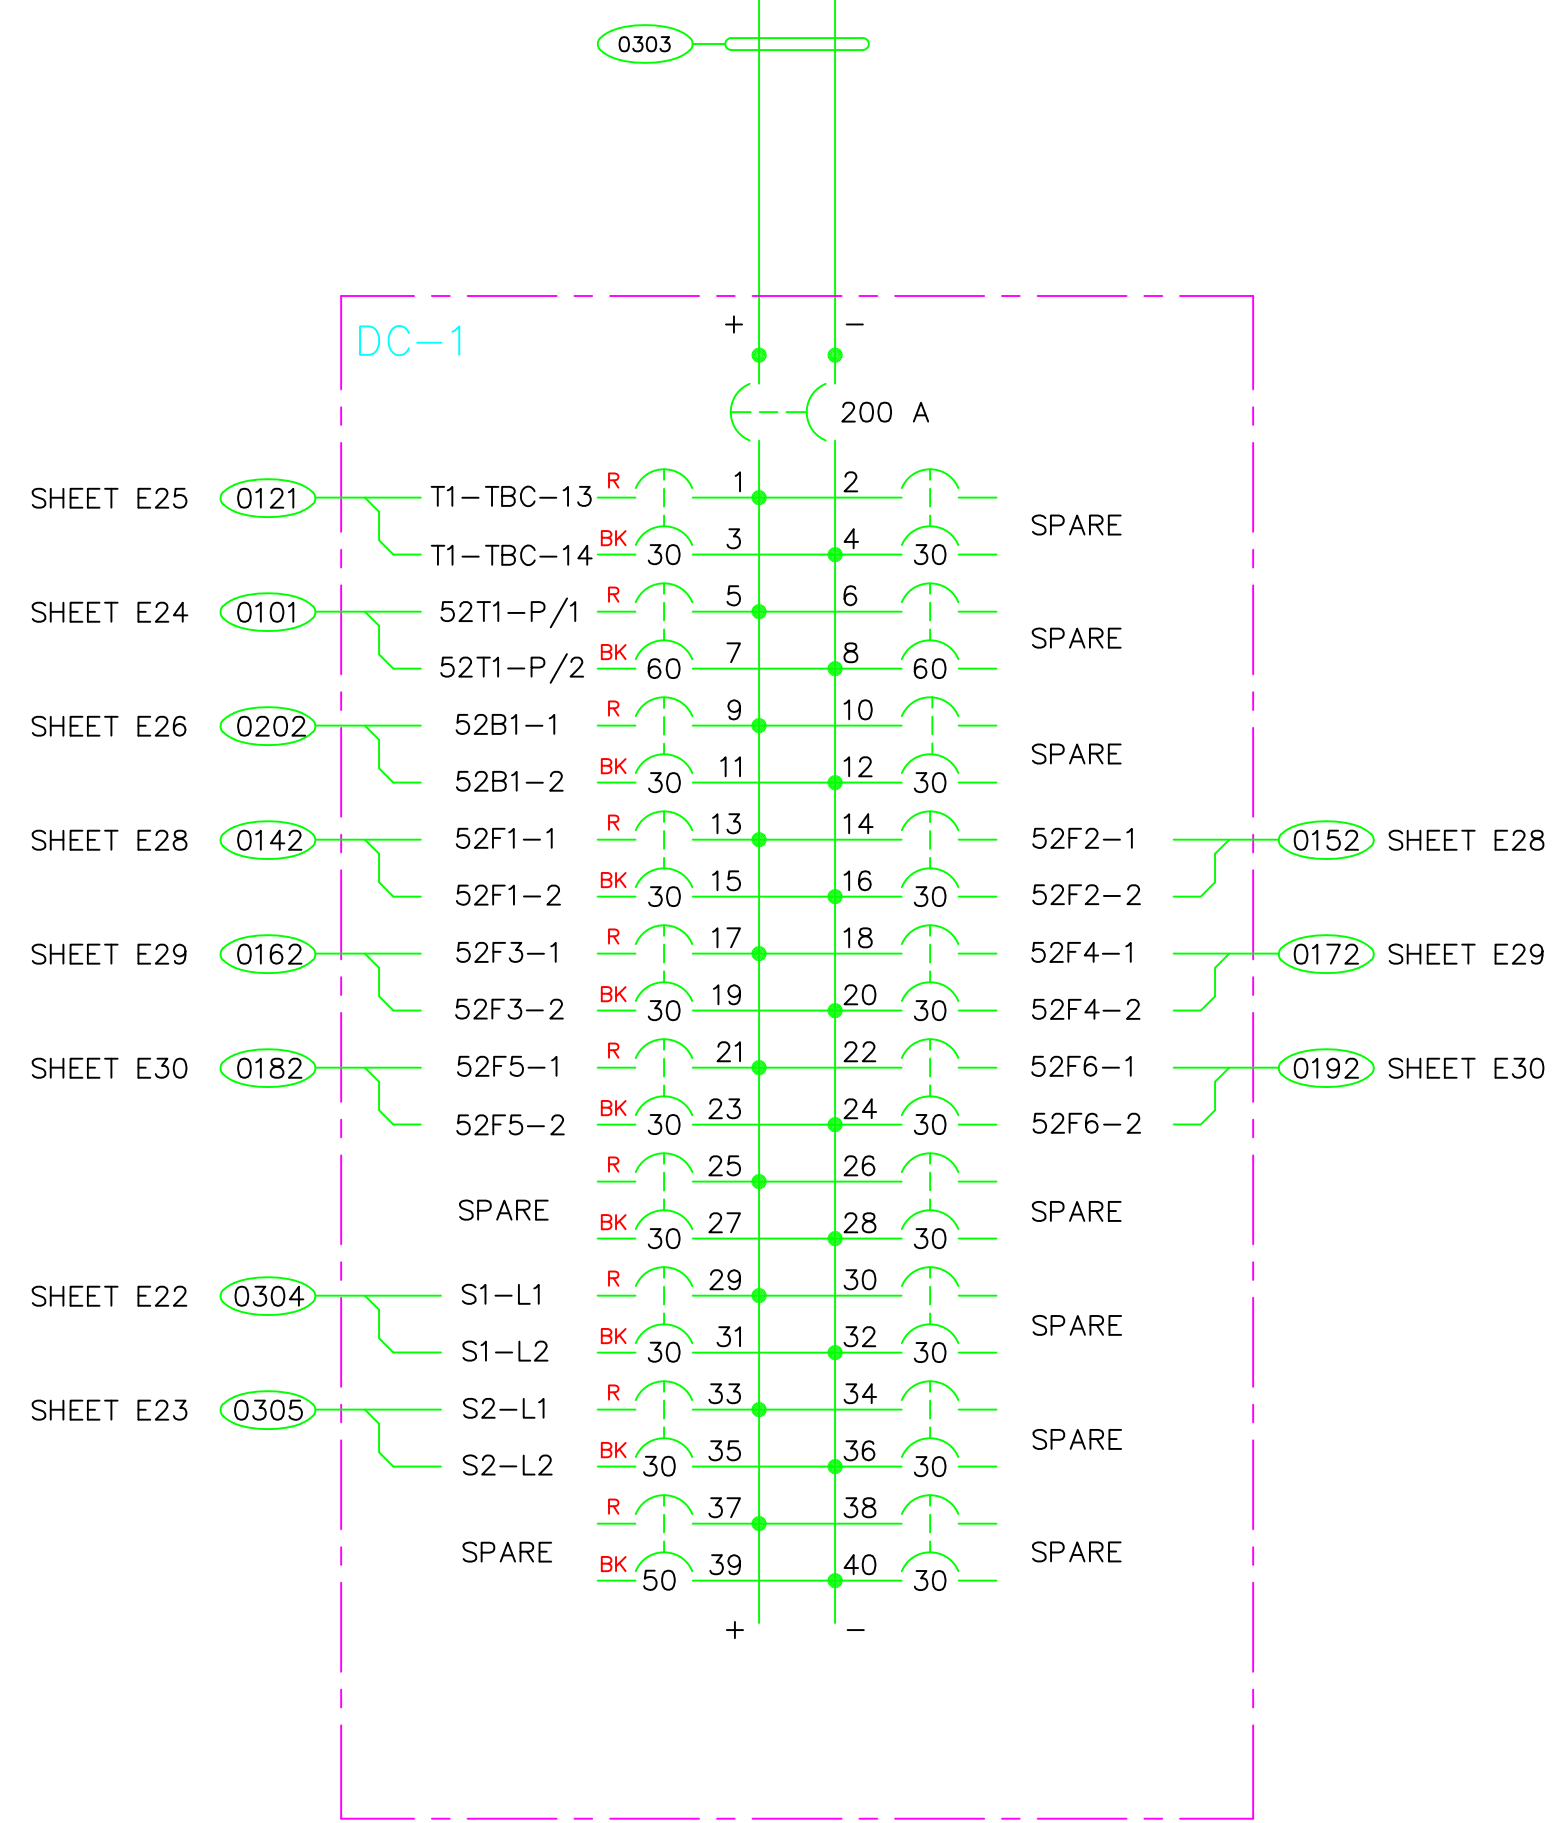 0303
+ −
DC-1
200 A
SHEET E25 0121 T1-TBC-13 R 1 2
SPARE
T1-TBC-14 BK 30 3 4 30
SHEET E24 0101 52T1-P/1 R 5 6
SPARE
52T1-P/2 BK 60 7 8 60
SHEET E26 0202 52B1-1 R 9 10
SPARE
52B1-2 BK 30 11 12 30
SHEET E28 0142 52F1-1 R 13 14 52F2-1 0152 SHEET E28
52F1-2 BK 30 15 16 30 52F2-2
SHEET E29 0162 52F3-1 R 17 18 52F4-1 0172 SHEET E29
52F3-2 BK 30 19 20 30 52F4-2
SHEET E30 0182 52F5-1 R 21 22 52F6-1 0192 SHEET E30
52F5-2 BK 30 23 24 30 52F6-2
R 25 26
SPARE SPARE
BK 30 27 28 30
SHEET E22 0304 S1-L1 R 29 30
SPARE
S1-L2 BK 30 31 32 30
SHEET E23 0305 S2-L1 R 33 34
SPARE
S2-L2 BK 30 35 36 30
R 37 38
SPARE SPARE
BK 50 39 40 30
+ −